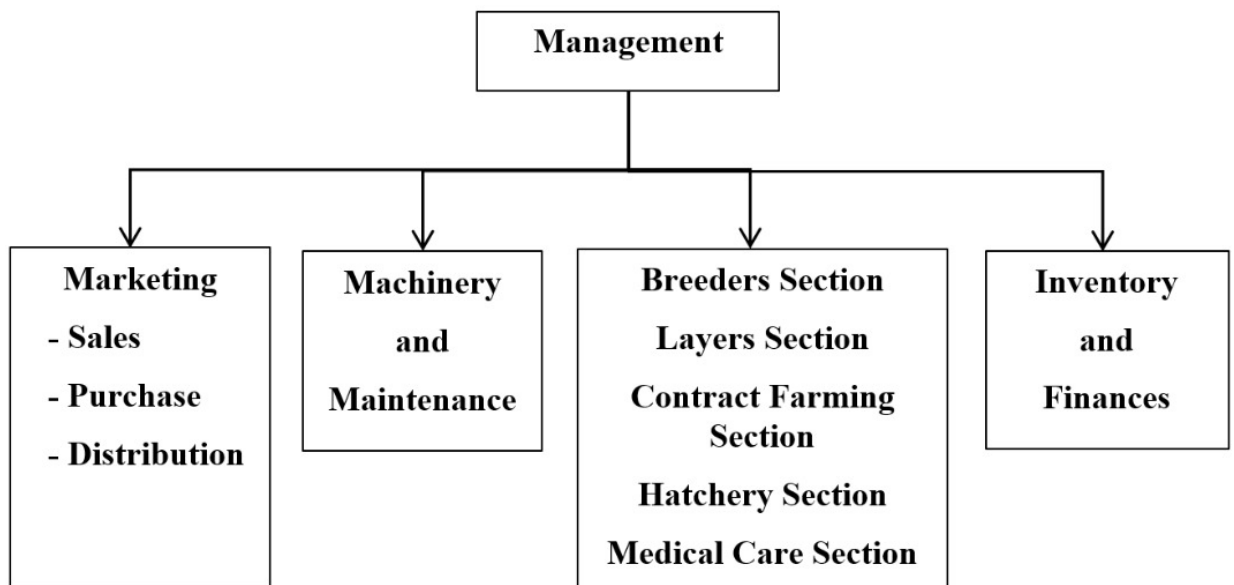 Management
Marketing
- Sales
- Purchase
- Distribution
Machinery
and
Maintenance
Breeders Section
Layers Section
Contract Farming
Section
Hatchery Section
Medical Care Section
Inventory
and
Finances